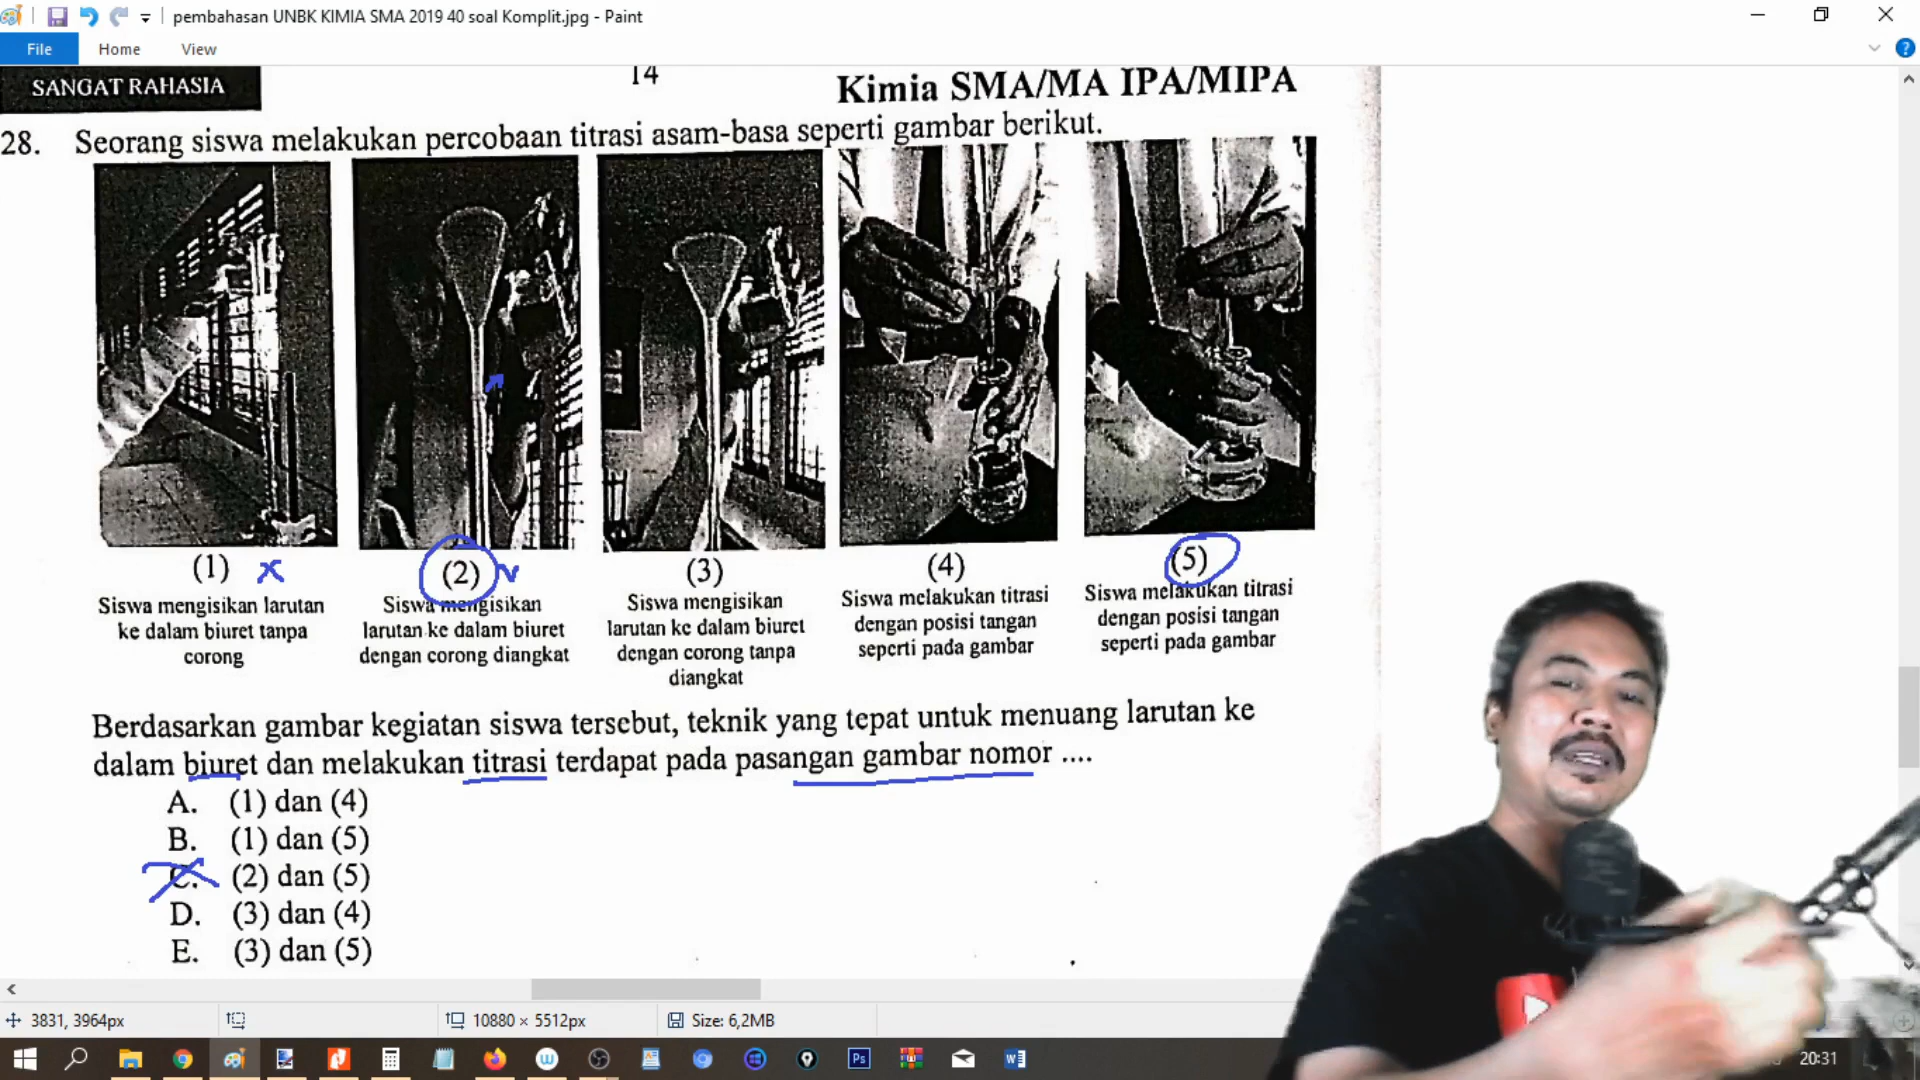 pembahasan UNBK KIMIA SMA 2019 40 soal Komplit.jpg - Paint
File Home View
SANGAT RAHASIA
14
Kimia SMA/MA IPA/MIPA
28. Seorang siswa melakukan percobaan titrasi asam-basa seperti gambar berikut.
(1) x
Siswa mengisikan larutan
ke dalam biuret tanpa
corong
(2) v
Siswa mengisikan
larutan ke dalam biuret
dengan corong diangkat
(3)
Siswa mengisikan
larutan ke dalam biuret
dengan corong tanpa
diangkat
(4)
Siswa melakukan titrasi
dengan posisi tangan
seperti pada gambar
(5)
Siswa melakukan titrasi
dengan posisi tangan
seperti pada gambar
Berdasarkan gambar kegiatan siswa tersebut, teknik yang tepat untuk menuang larutan ke
dalam biuret dan melakukan titrasi terdapat pada pasangan gambar nomor ....
A. (1) dan (4)
B. (1) dan (5)
C. (2) dan (5)
D. (3) dan (4)
E. (3) dan (5)
3831, 3964px
10880 × 5512px
Size: 6,2MB
Ps
20:31